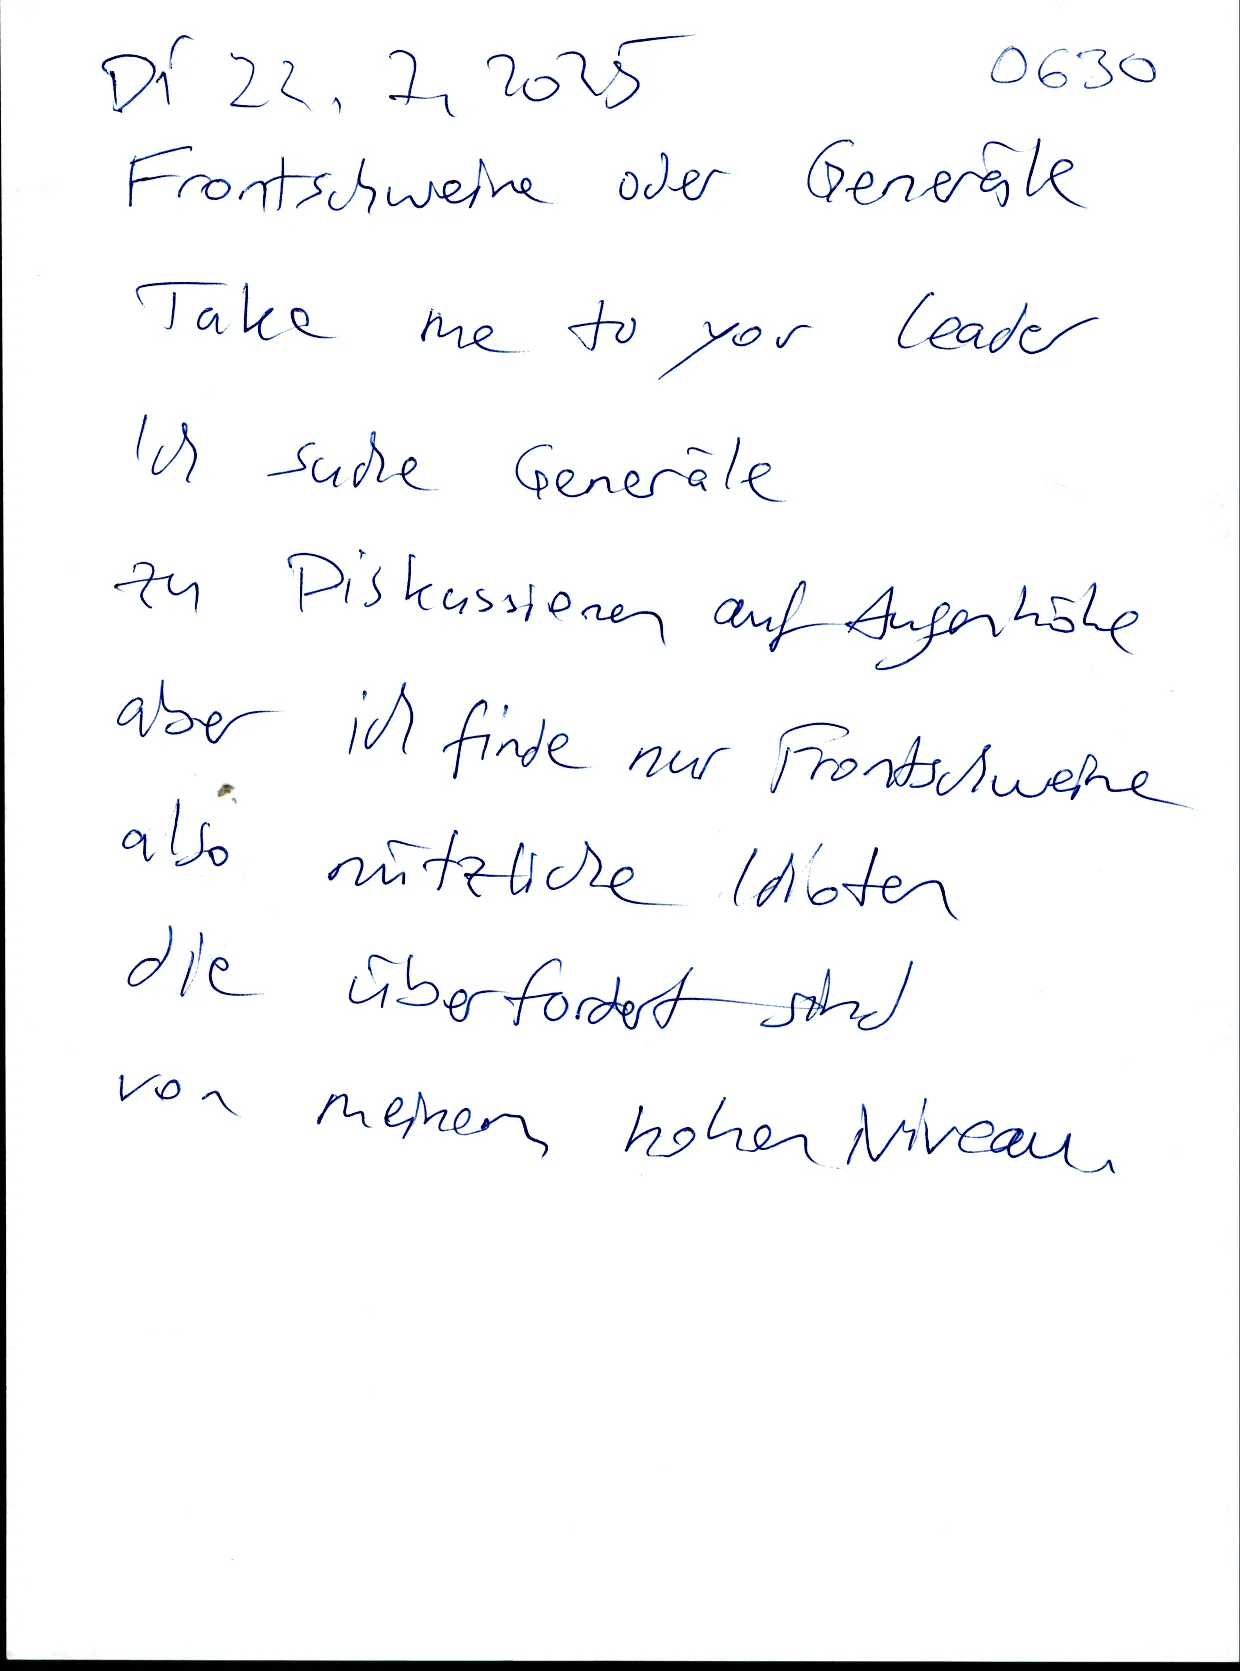 Di 22. 7. 2025 0630
Frontschweine oder Generäle
Take me to yor leader
Ich suche Generäle
zu Diskussieren auf Augenhöhe
aber ich finde nur Frontschweine
also nützliche Idioten
die überfordert sind
von meinem hohen Niveau.